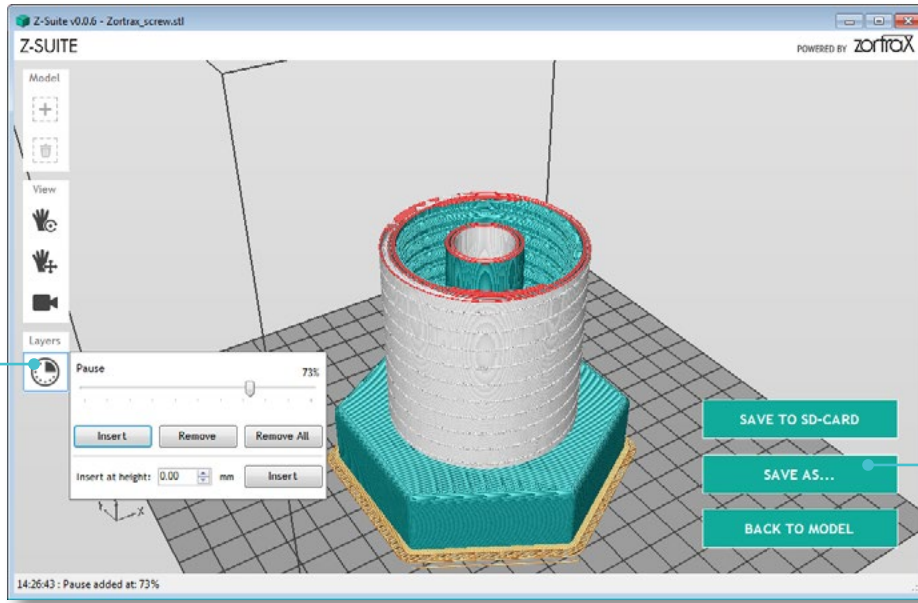 Z-Suite v0.0.6 - Zortrax_screw.stl
Z-SUITE
POWERED BY zortrax
Model
View
Layers
Pause 73%
Insert Remove Remove All
Insert at height: 0.00 mm Insert
X
SAVE TO SD-CARD
SAVE AS...
BACK TO MODEL
14:26:43 : Pause added at: 73%